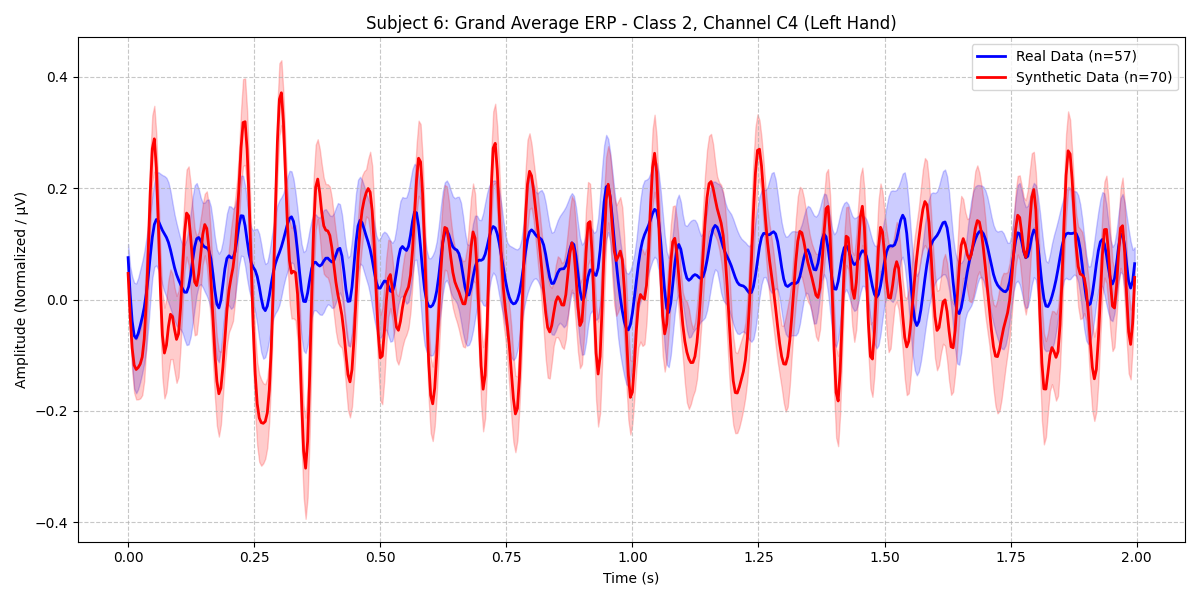 Subject 6: Grand Average ERP - Class 2, Channel C4 (Left Hand)
Real Data (n=57)
Synthetic Data (n=70)
Amplitude (Normalized / μV)
0.4
0.2
0.0
−0.2
−0.4
0.00 0.25 0.50 0.75 1.00 1.25 1.50 1.75 2.00
Time (s)